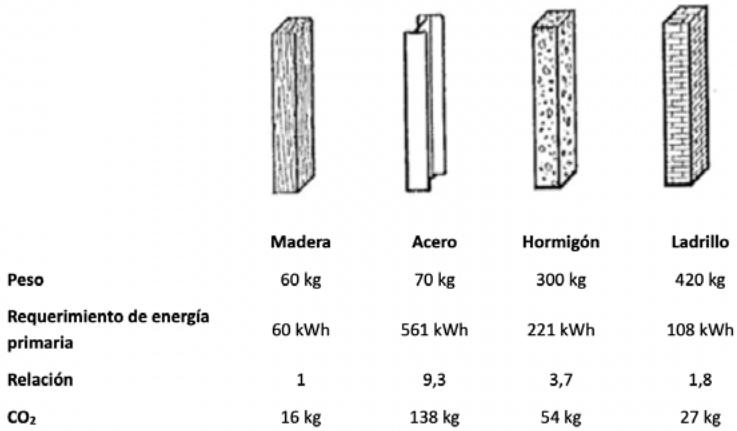 Madera Acero Hormigón Ladrillo
Peso 60 kg 70 kg 300 kg 420 kg
Requerimiento de energía
primaria 60 kWh 561 kWh 221 kWh 108 kWh
Relación 1 9,3 3,7 1,8
CO₂ 16 kg 138 kg 54 kg 27 kg